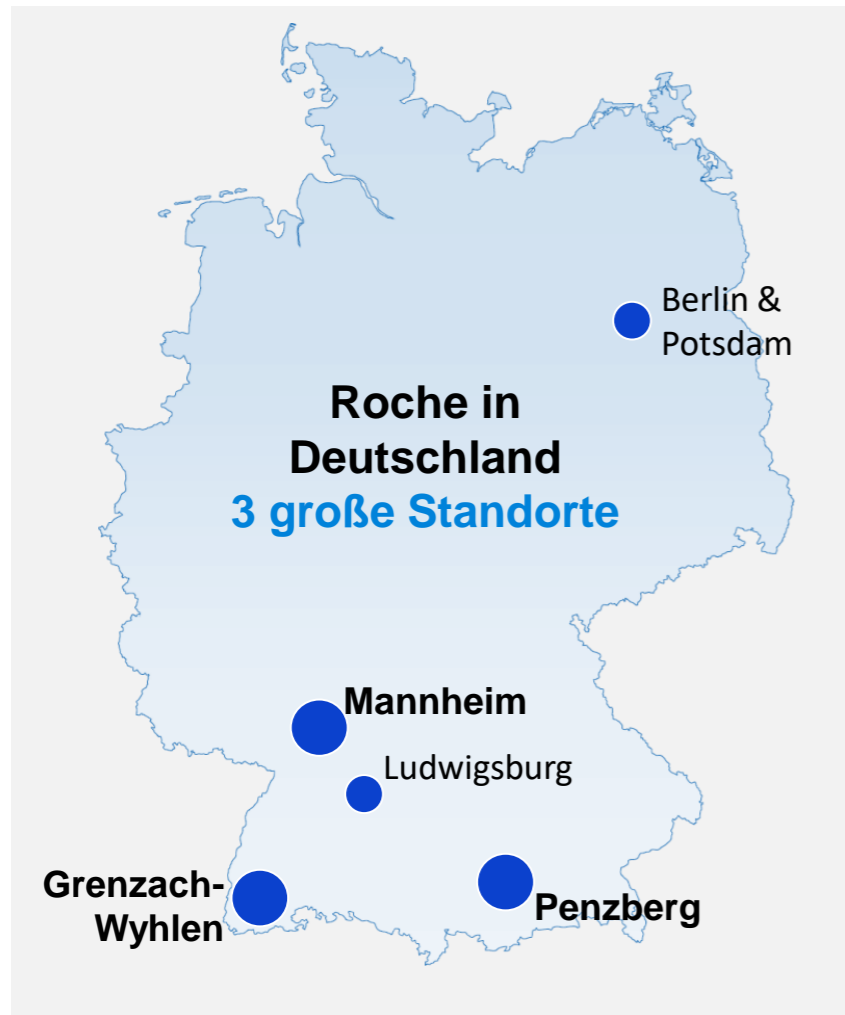 Berlin &
Potsdam
Roche in
Deutschland
3 große Standorte
Mannheim
Ludwigsburg
Grenzach-
Wyhlen
Penzberg